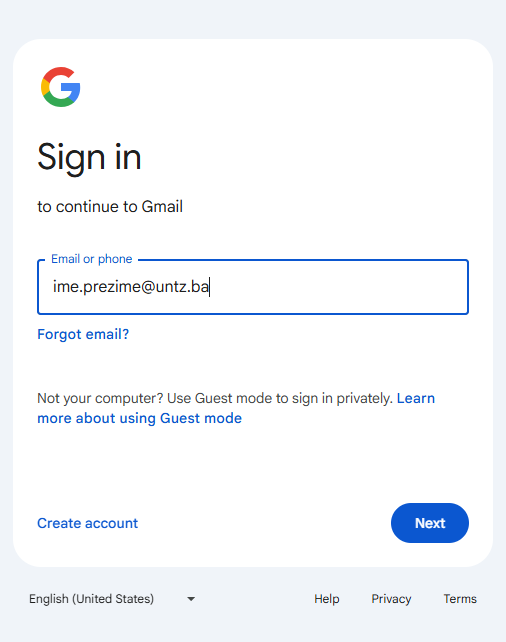 Sign in
to continue to Gmail
Email or phone
ime.prezime@untz.ba
Forgot email?
Not your computer? Use Guest mode to sign in privately. Learn
more about using Guest mode
Create account
Next
English (United States)
Help
Privacy
Terms